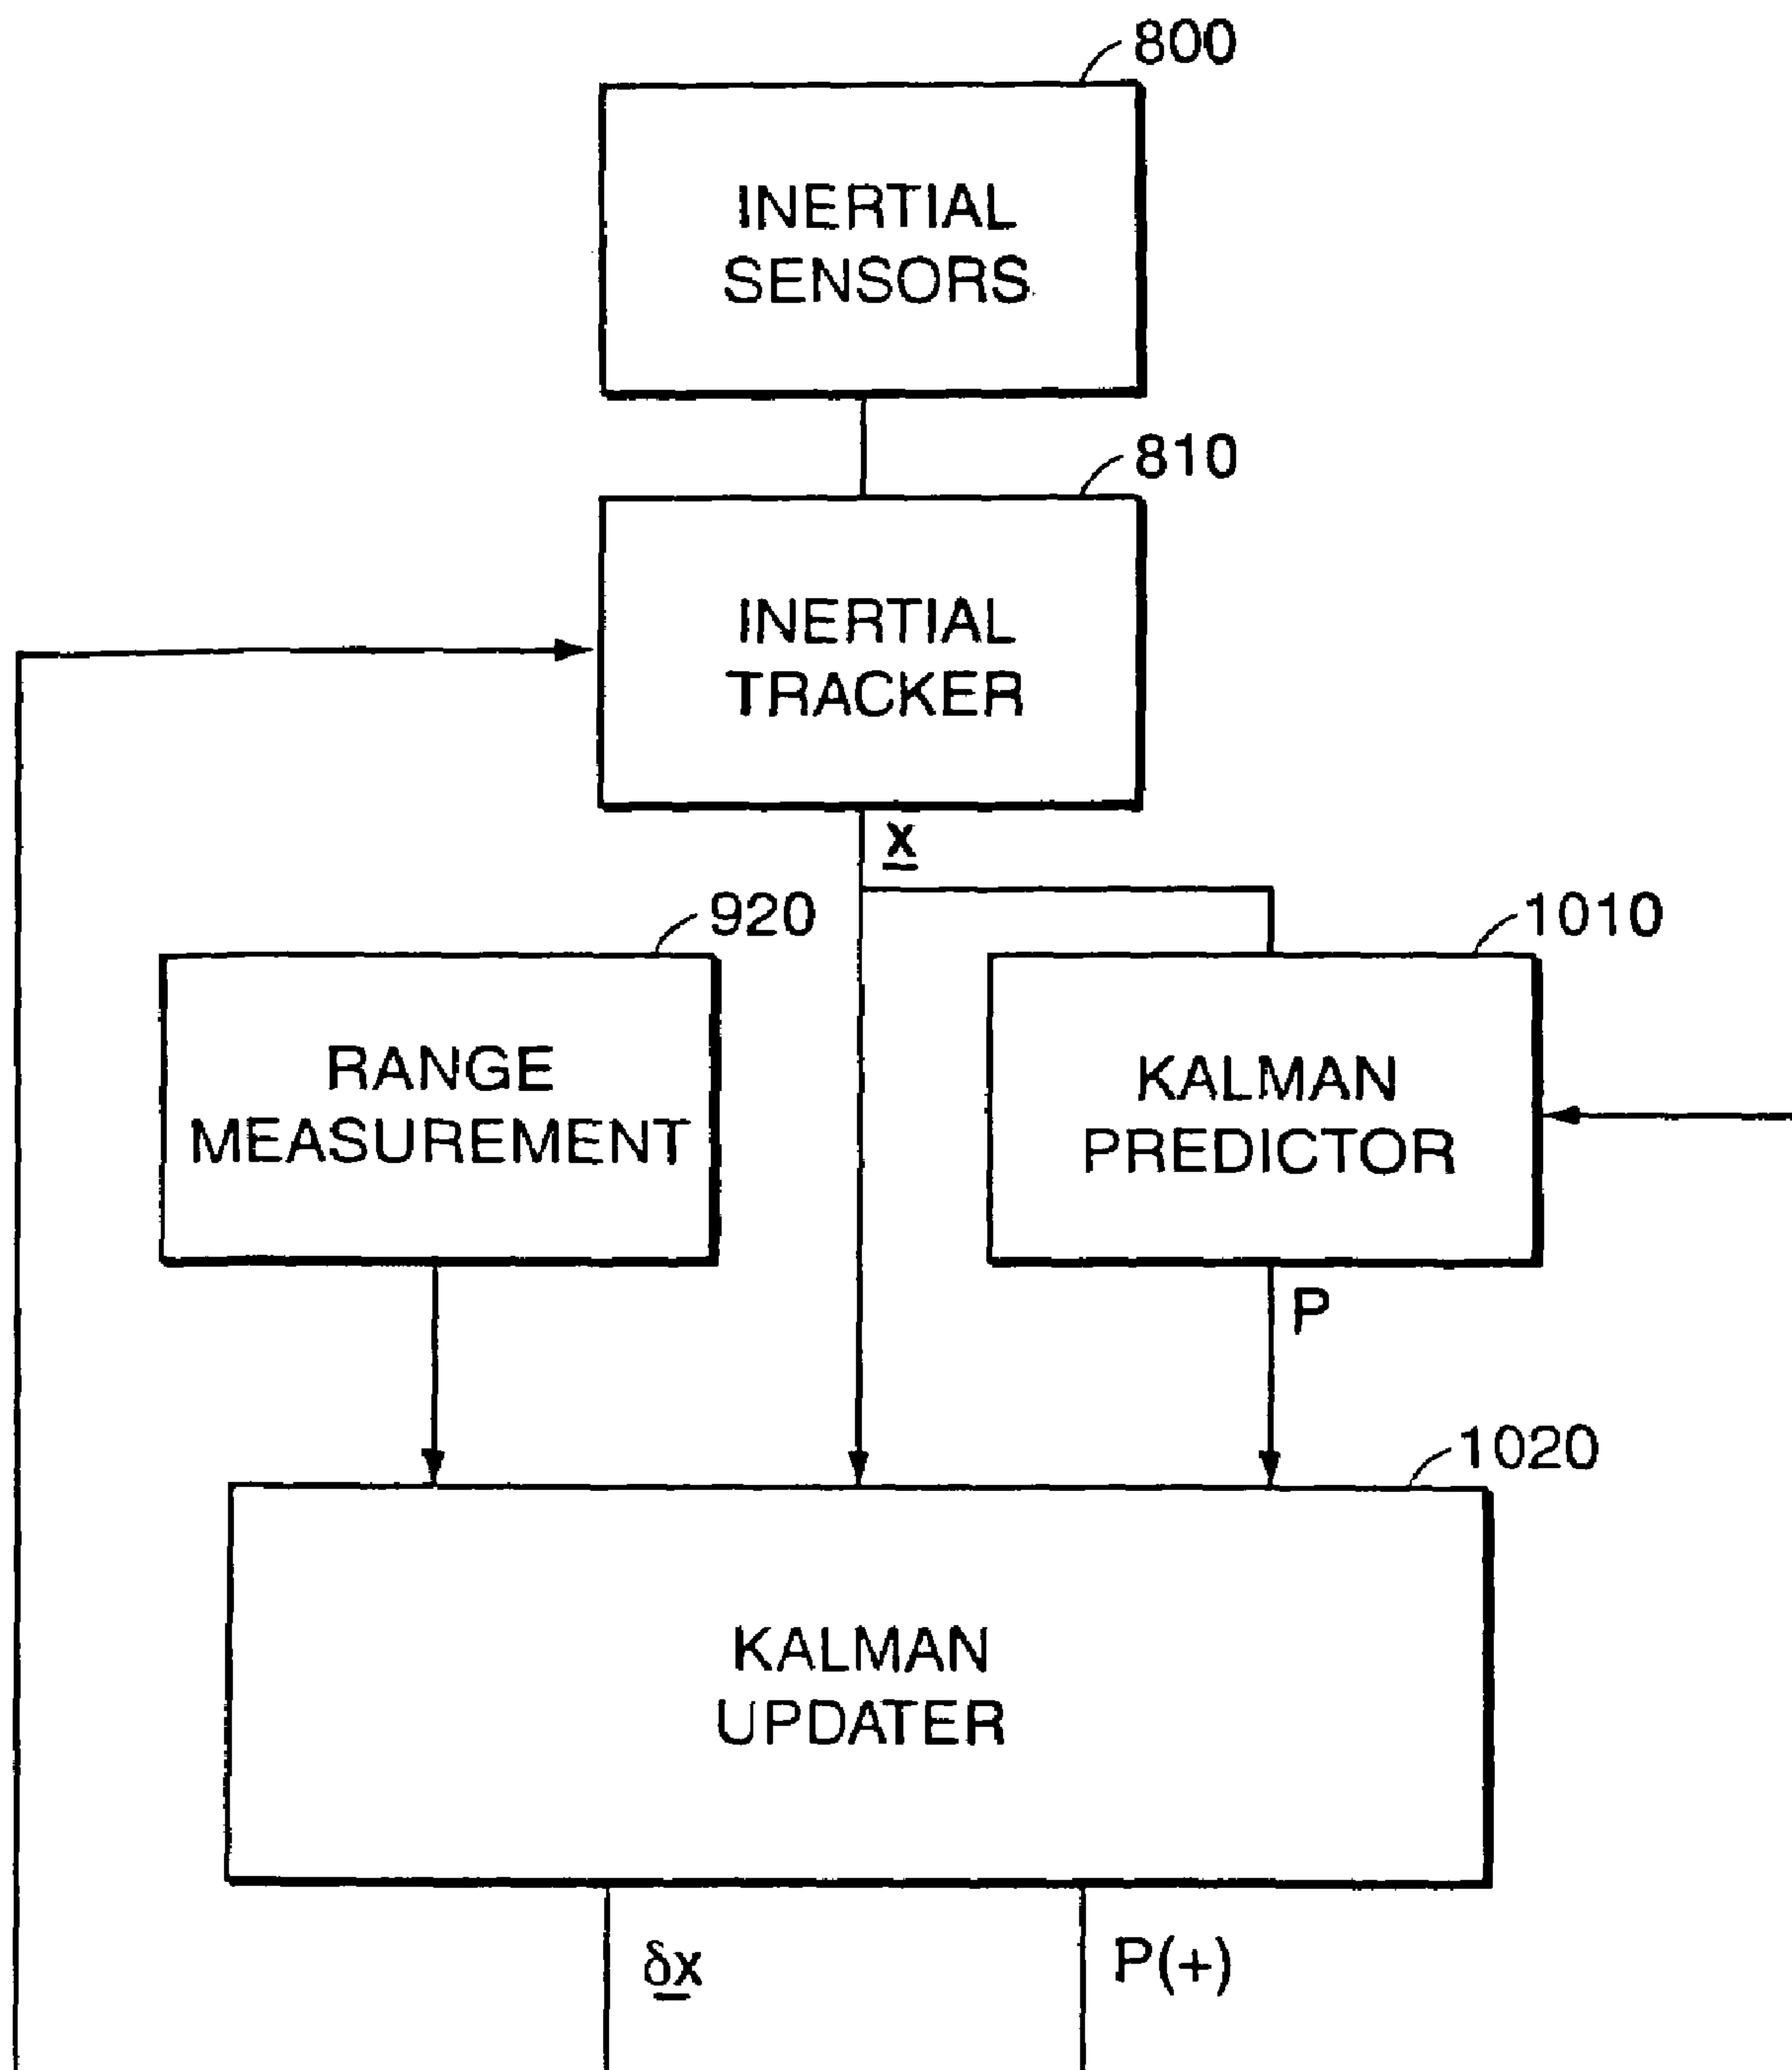 800
INERTIAL
SENSORS
810
INERTIAL
TRACKER
x
920
1010
RANGE
MEASUREMENT
KALMAN
PREDICTOR
P
1020
KALMAN
UPDATER
δx
P(+)